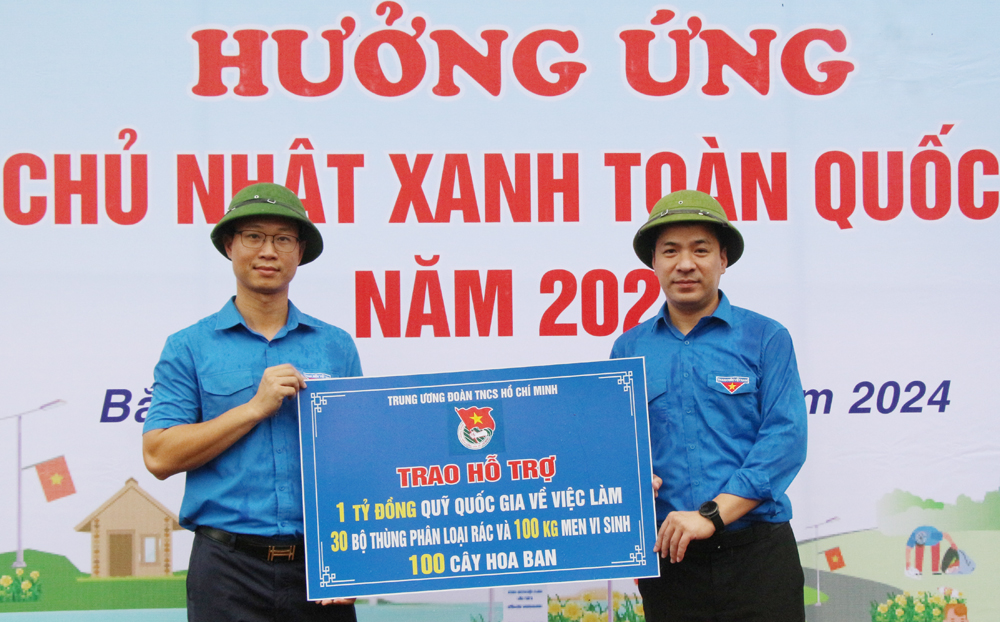 HƯỞNG ỨNG
CHỦ NHẬT XANH TOÀN QUỐC
NĂM 202
Bă
m 2024
TRUNG ƯƠNG ĐOÀN TNCS HỒ CHÍ MINH
TRAO HỖ TRỢ
1 TỶ ĐỒNG QUỸ QUỐC GIA VỀ VIỆC LÀM
30 BỘ THÙNG PHÂN LOẠI RÁC VÀ 100 KG MEN VI SINH
100 CÂY HOA BAN